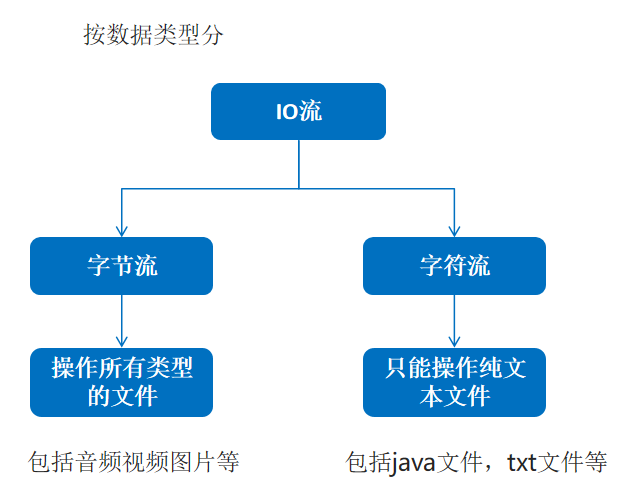 按数据类型分
IO流
字节流
字符流
操作所有类型
的文件
只能操作纯文
本文件
包括音频视频图片等
包括java文件，txt文件等